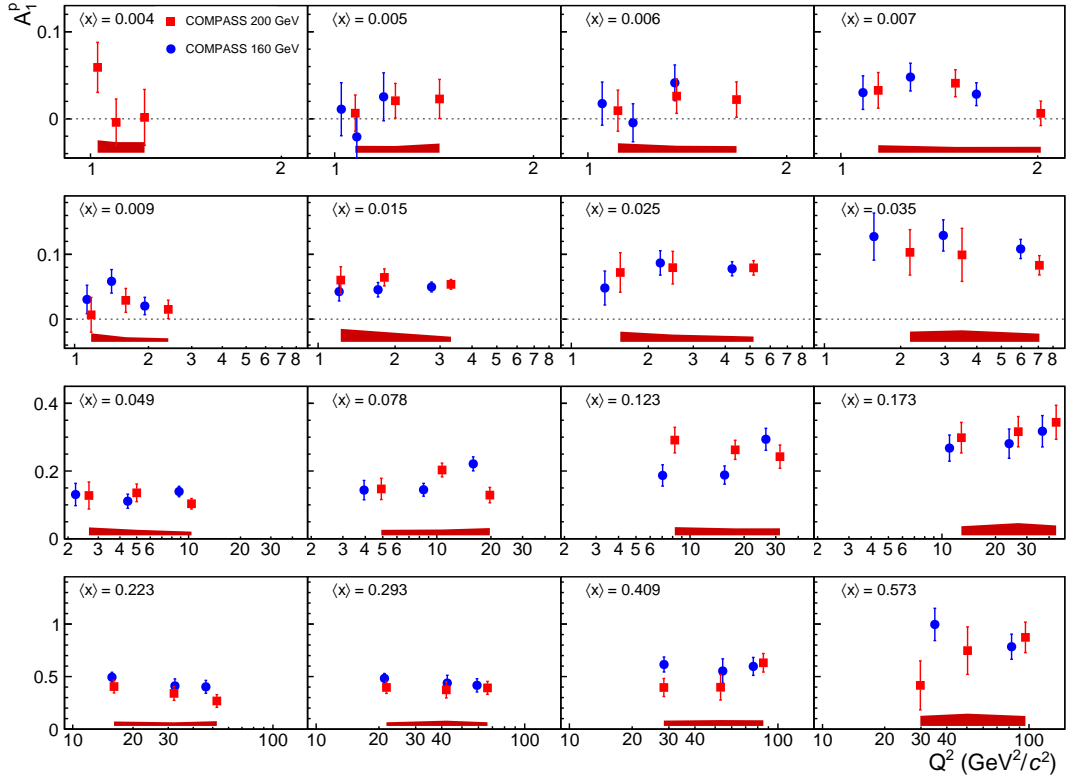 A₁ᵖ
⟨x⟩ = 0.004
COMPASS 200 GeV
COMPASS 160 GeV
⟨x⟩ = 0.005
⟨x⟩ = 0.006
⟨x⟩ = 0.007
0.1
0
1 2 1 2 1 2 1 2
⟨x⟩ = 0.009
⟨x⟩ = 0.015
⟨x⟩ = 0.025
⟨x⟩ = 0.035
0.1
0
1 2 3 4 5 6 7 8 1 2 3 4 5 6 7 8 1 2 3 4 5 6 7 8 1 2 3 4 5 6 7 8
⟨x⟩ = 0.049
⟨x⟩ = 0.078
⟨x⟩ = 0.123
⟨x⟩ = 0.173
0.4
0.2
0
2 3 4 5 6 10 20 30 2 3 4 5 6 10 20 30 2 3 4 5 6 10 20 30 2 3 4 5 6 10 20 30
⟨x⟩ = 0.223
⟨x⟩ = 0.293
⟨x⟩ = 0.409
⟨x⟩ = 0.573
1
0.5
0
10 20 30 100 10 20 30 40 100 10 20 30 40 100 10 20 30 40 100
Q² (GeV²/c²)